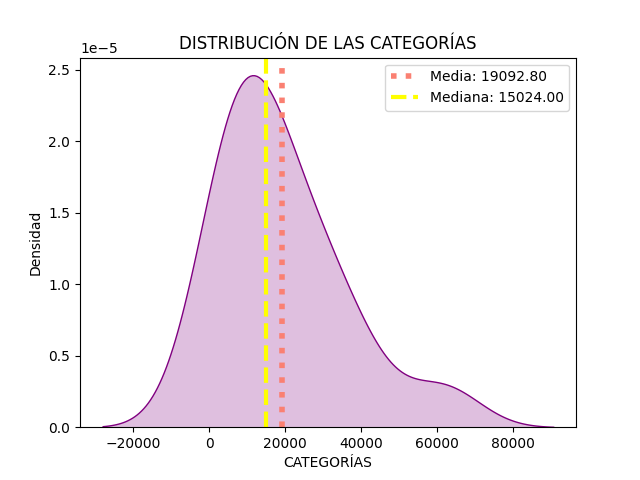 DISTRIBUCIÓN DE LAS CATEGORÍAS
1e−5
Media: 19092.80
Mediana: 15024.00
2.5
2.0
1.5
1.0
0.5
0.0
Densidad
−20000 0 20000 40000 60000 80000
CATEGORÍAS